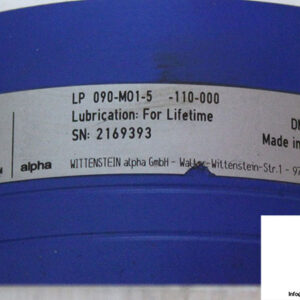 LP 090-MO1-5 -110-000
Lubrication: For Lifetime
SN: 2169393
Made in
alpha
WITTENSTEIN alpha GmbH - Walter-Wittenstein-Str.1 - 97